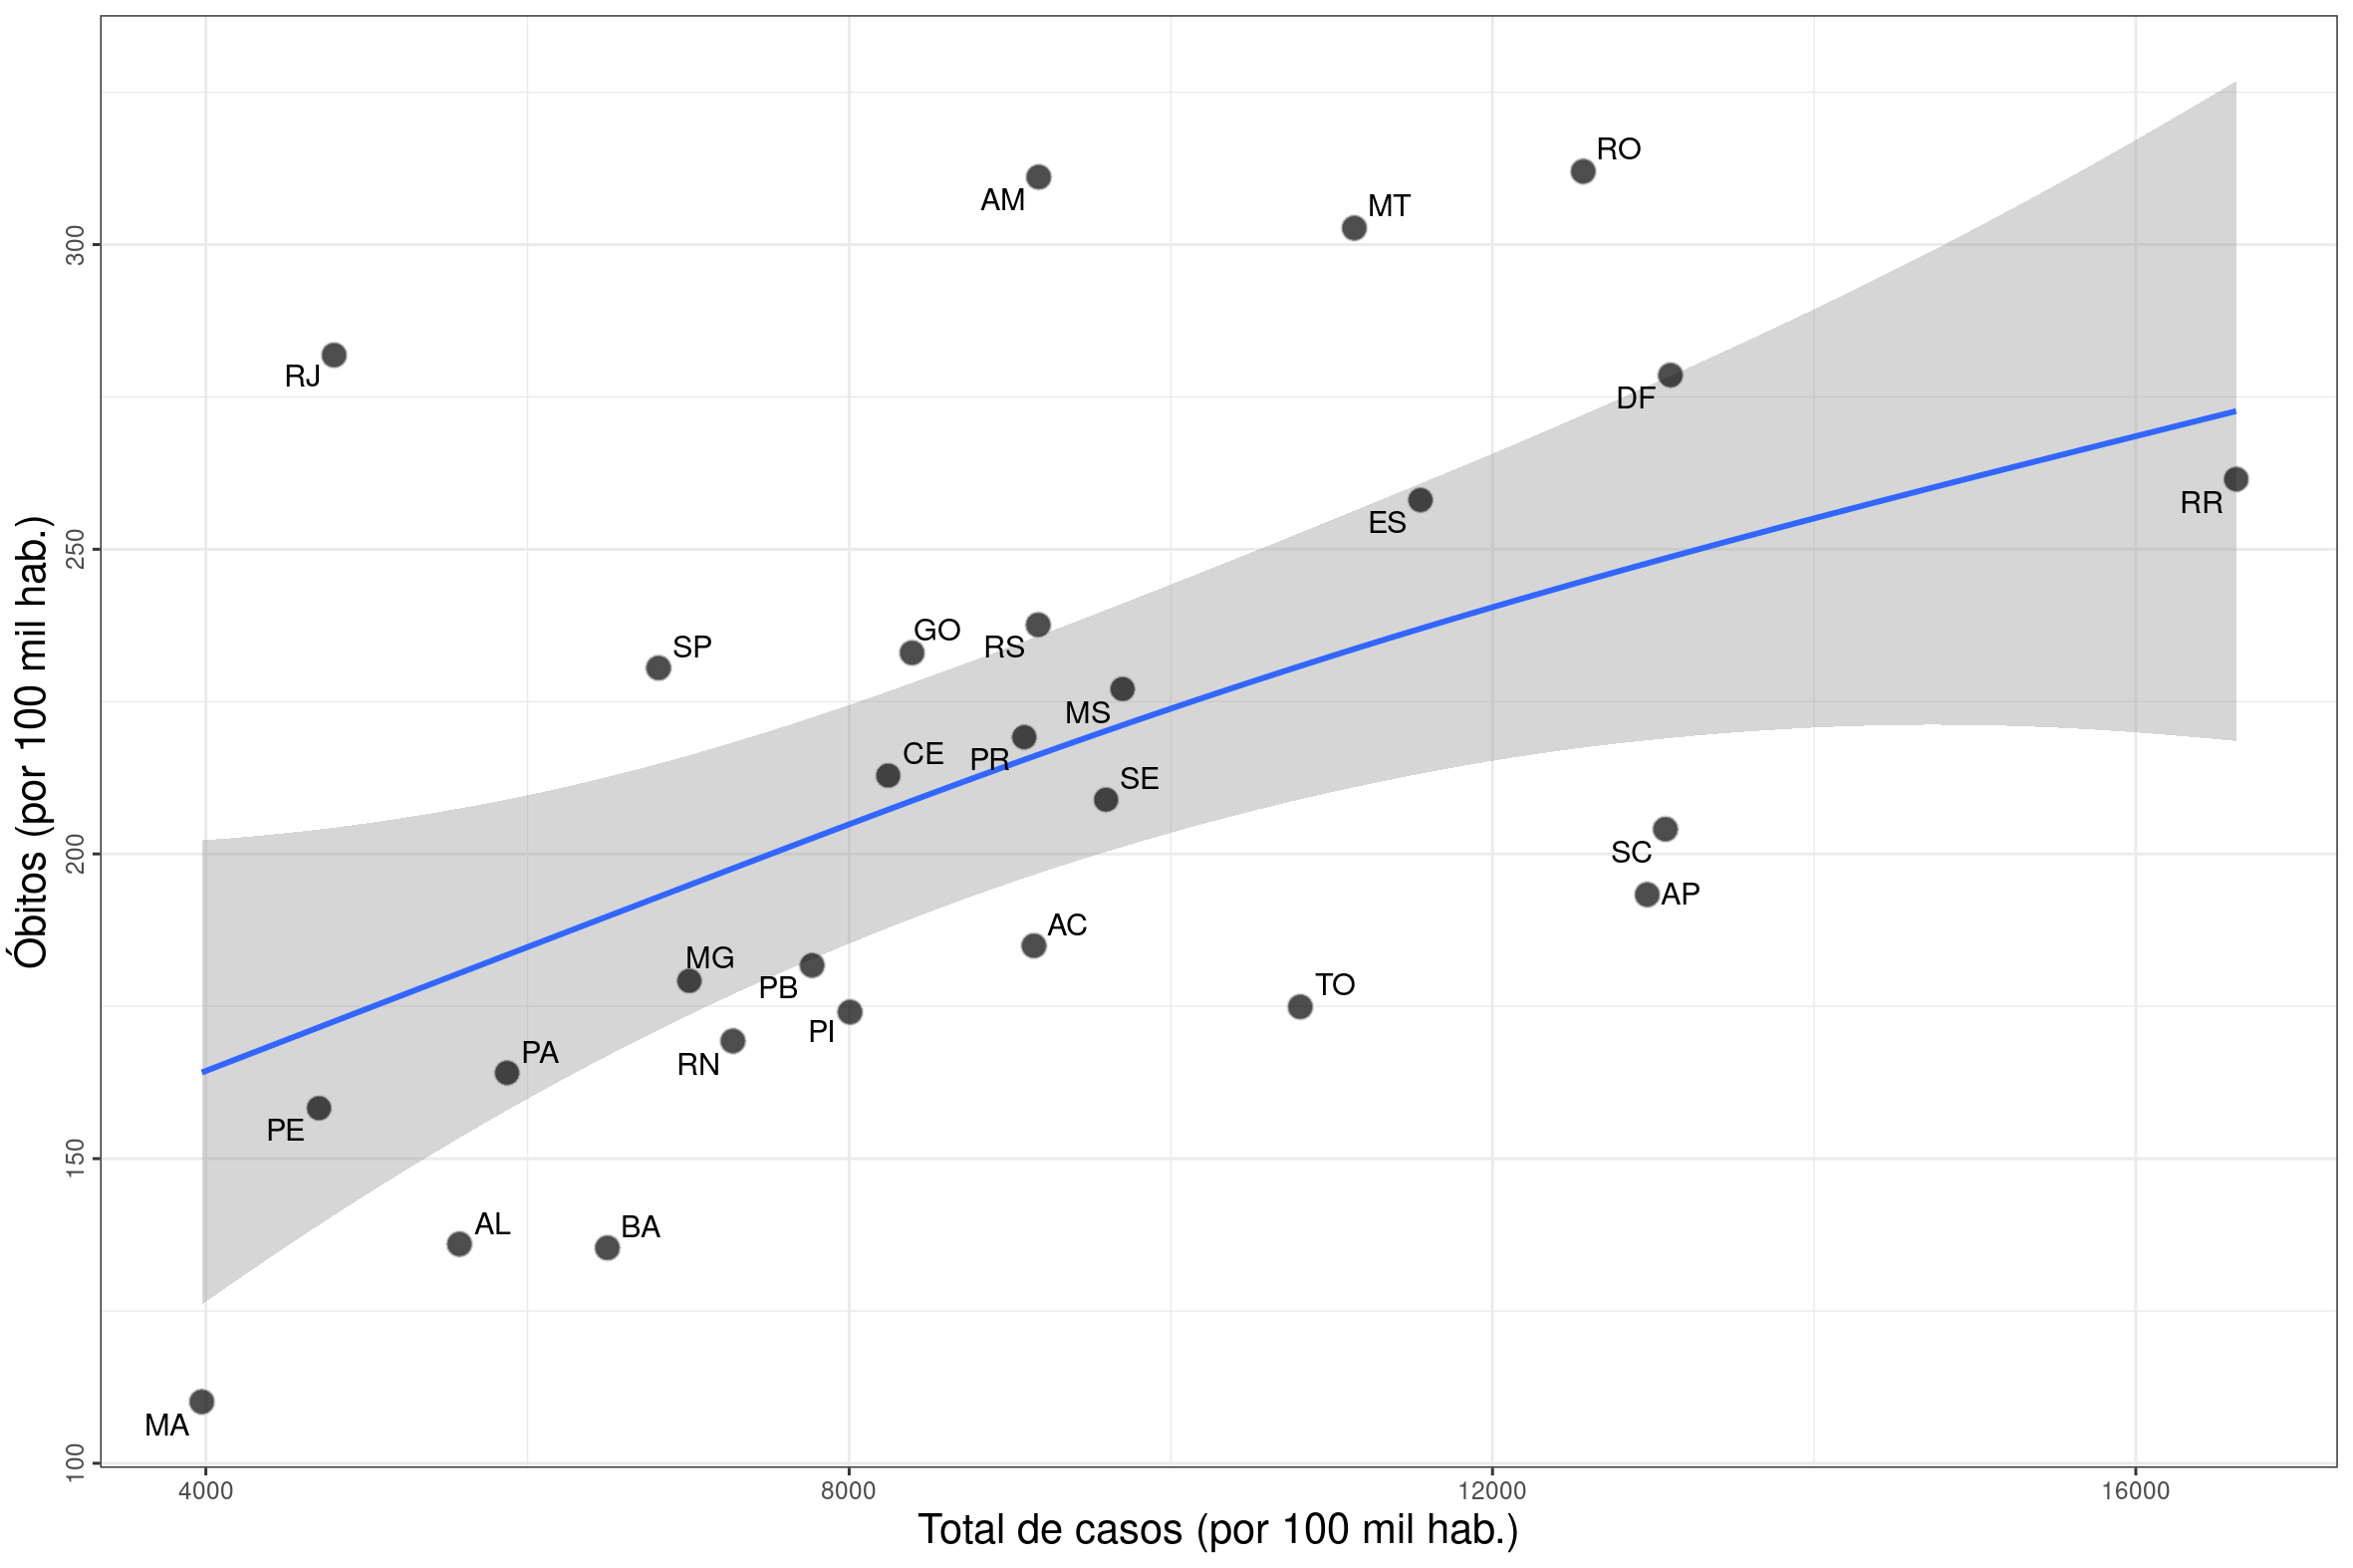 Óbitos (por 100 mil hab.)
300
250
200
150
100
RO
AM
MT
RJ
DF
RR
ES
GO
SP
RS
MS
CE
PR
SE
SC
AP
AC
MG
PB
TO
PI
RN
PA
PE
AL
BA
MA
4000
8000
12000
16000
Total de casos (por 100 mil hab.)